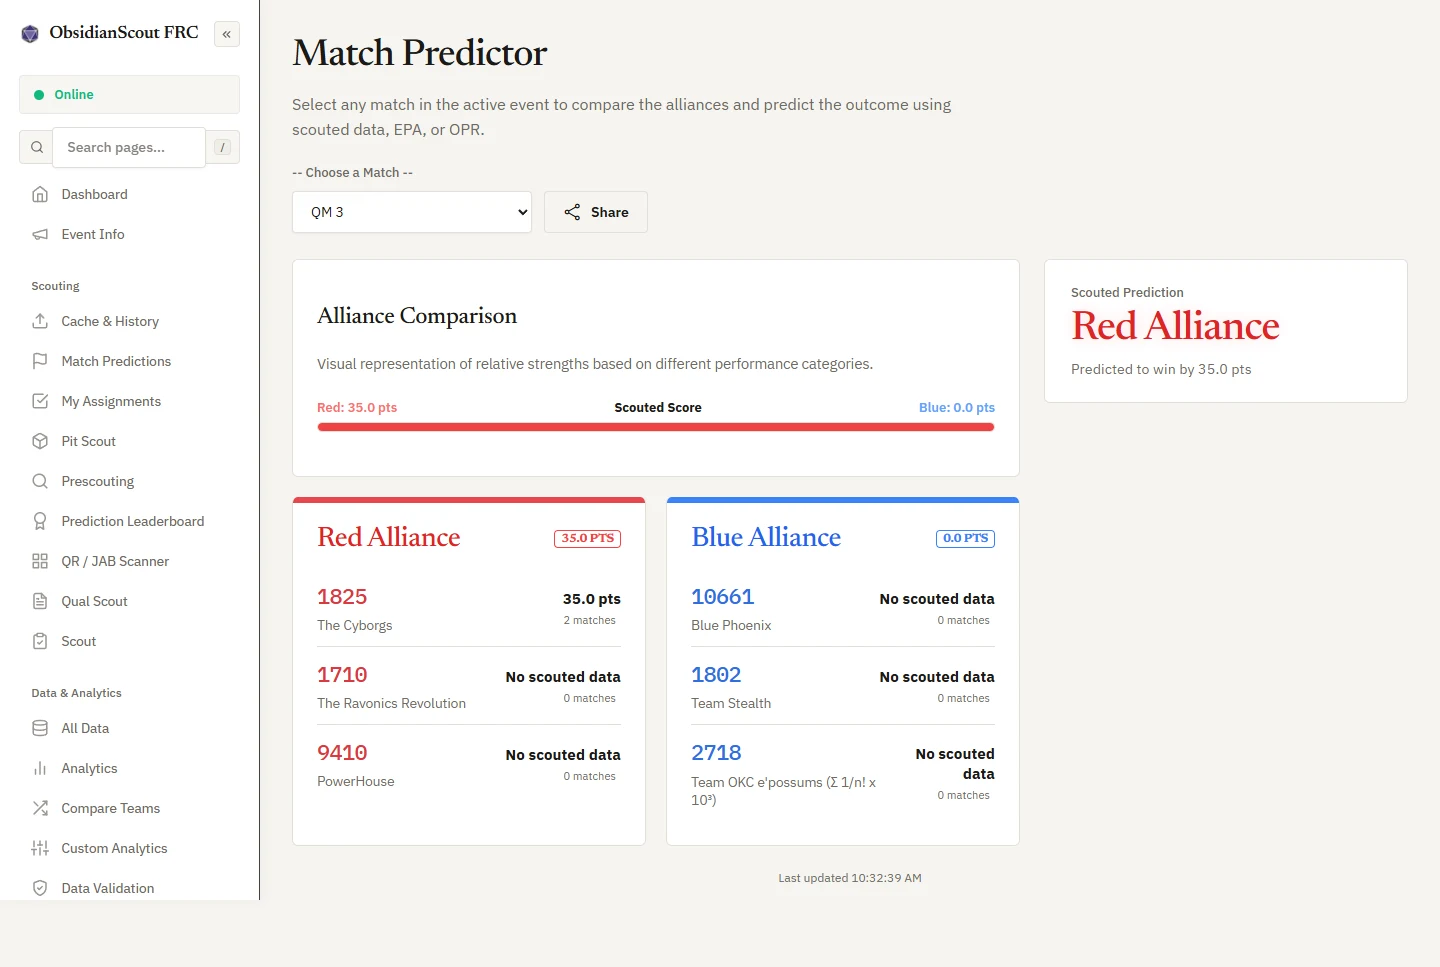 ObsidianScout FRC
«
Online
Search pages...
/
Dashboard
Event Info
Scouting
Cache & History
Match Predictions
My Assignments
Pit Scout
Prescouting
Prediction Leaderboard
QR / JAB Scanner
Qual Scout
Scout
Data & Analytics
All Data
Analytics
Compare Teams
Custom Analytics
Data Validation
Match Predictor
Select any match in the active event to compare the alliances and predict the outcome using
scouted data, EPA, or OPR.
-- Choose a Match --
QM 3
Share
Alliance Comparison
Visual representation of relative strengths based on different performance categories.
Red: 35.0 pts
Scouted Score
Blue: 0.0 pts
Scouted Prediction
Red Alliance
Predicted to win by 35.0 pts
Red Alliance
35.0 PTS
1825
35.0 pts
The Cyborgs
2 matches
1710
No scouted data
The Ravonics Revolution
0 matches
9410
No scouted data
PowerHouse
0 matches
Blue Alliance
0.0 PTS
10661
No scouted data
Blue Phoenix
0 matches
1802
No scouted data
Team Stealth
0 matches
2718
No scouted
data
Team OKC e'possums (Σ 1/n! x
10³)
0 matches
Last updated 10:32:39 AM